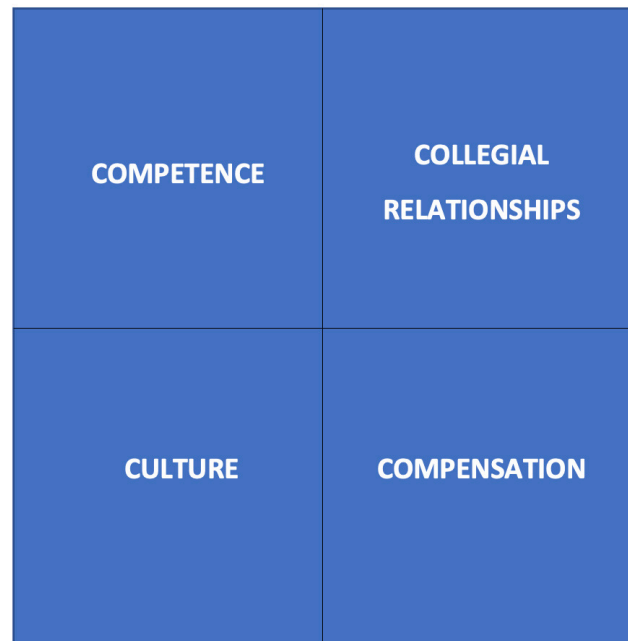 COMPETENCE
COLLEGIAL
RELATIONSHIPS
CULTURE
COMPENSATION